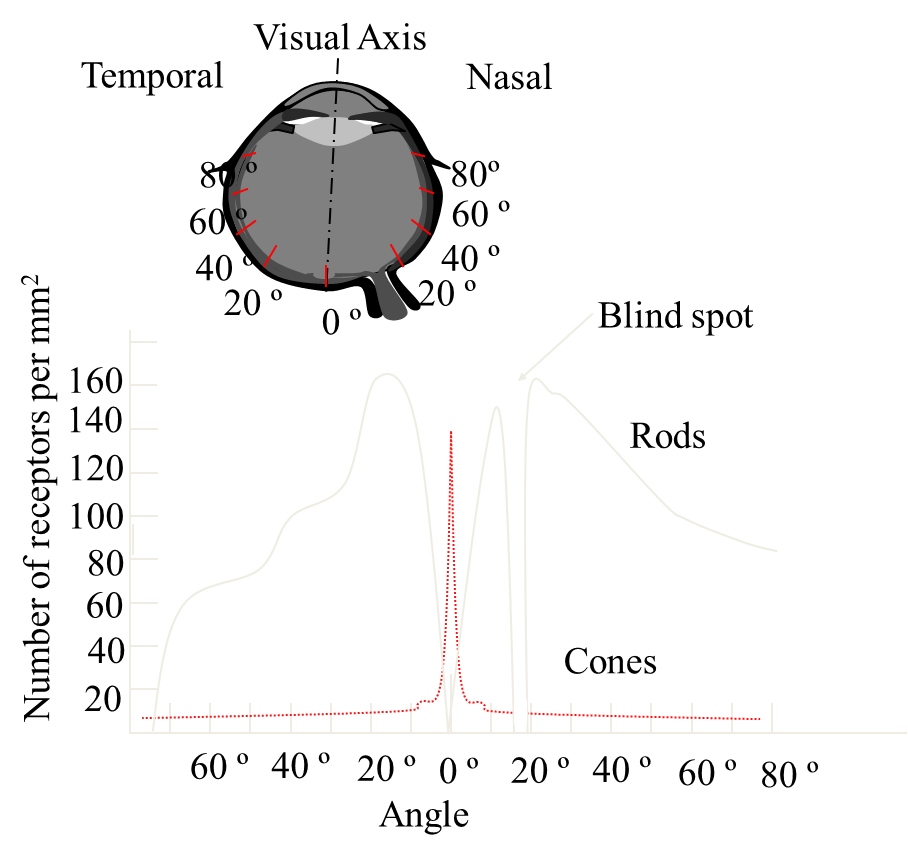 Visual Axis
Temporal
Nasal
80 º
80º
60 º
60 º
40 º
40 º
20 º
20 º
0 º
Blind spot
Number of receptors per mm2
160
140
120
100
80
60
40
20
Rods
Cones
60 º 40 º 20 º 0 º 20 º 40 º 60 º 80 º
Angle